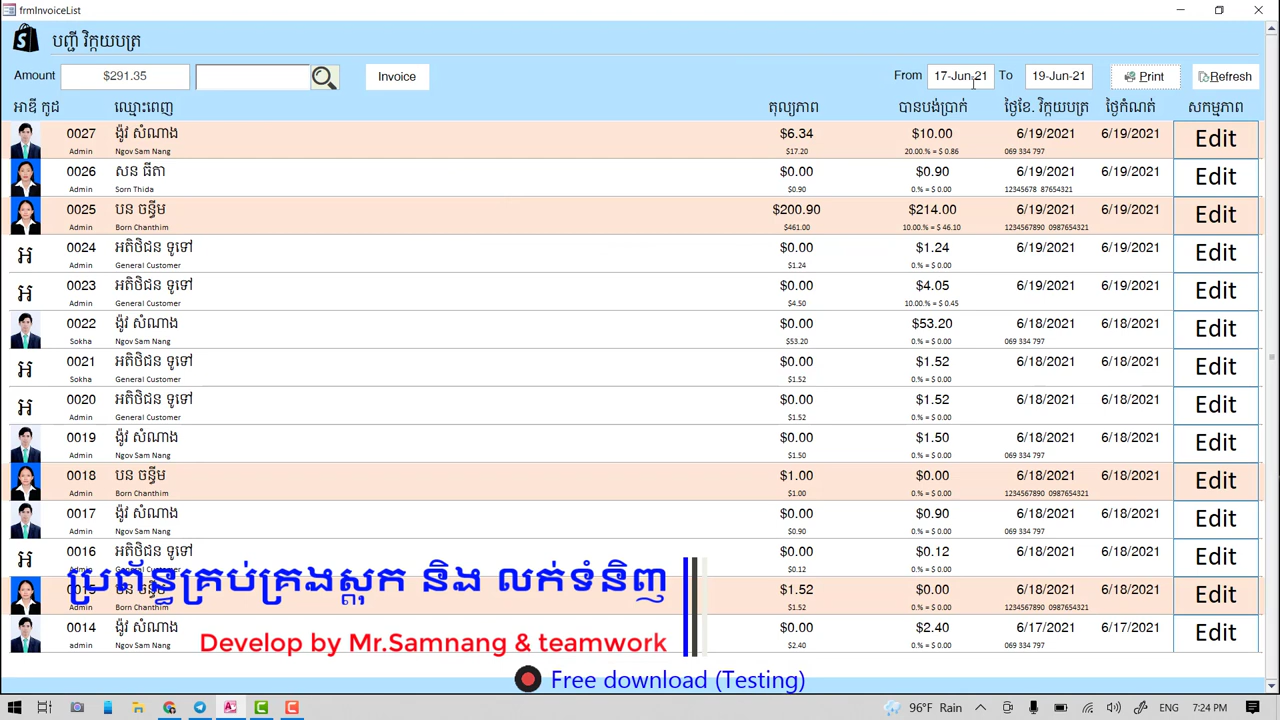 frmInvoiceList
បញ្ជី វិក្កយបត្រ
Amount $291.35 Invoice From 17-Jun-21 To 19-Jun-21 Print Refresh
អាឌី កូដ ឈ្មោះពេញ តុល្យភាព បានបង់ប្រាក់ ថ្ងៃខែ. វិក្កយបត្រ ថ្ងៃកំណត់ សកម្មភាព
0027 ង៉ូវ សំណាង $6.34 $10.00 6/19/2021 6/19/2021 Edit
Admin Ngov Sam Nang $17.20 20.00.% = $ 0.86 069 334 797
0026 សន ធីតា $0.00 $0.90 6/19/2021 6/19/2021 Edit
Admin Sorn Thida $0.90 0.% = $ 0.00 12345678 87654321
0025 បន ចន្ធីម $200.90 $214.00 6/19/2021 6/19/2021 Edit
Admin Born Chanthim $461.00 10.00.% = $ 46.10 1234567890 0987654321
0024 អតិថិជន ទូទៅ $0.00 $1.24 6/19/2021 6/19/2021 Edit
អ
Admin General Customer $1.24 0.% = $ 0.00
0023 អតិថិជន ទូទៅ $0.00 $4.05 6/19/2021 6/19/2021 Edit
អ
Admin General Customer $4.50 10.00.% = $ 0.45
0022 ង៉ូវ សំណាង $0.00 $53.20 6/18/2021 6/18/2021 Edit
Sokha Ngov Sam Nang $53.20 0.% = $ 0.00 069 334 797
0021 អតិថិជន ទូទៅ $0.00 $1.52 6/18/2021 6/18/2021 Edit
អ
Sokha General Customer $1.52 0.% = $ 0.00
0020 អតិថិជន ទូទៅ $0.00 $1.52 6/18/2021 6/18/2021 Edit
អ
Admin General Customer $1.52 0.% = $ 0.00
0019 ង៉ូវ សំណាង $0.00 $1.50 6/18/2021 6/18/2021 Edit
Admin Ngov Sam Nang $1.50 0.% = $ 0.00 069 334 797
0018 បន ចន្ធីម $1.00 $0.00 6/18/2021 6/18/2021 Edit
Admin Born Chanthim $1.00 0.% = $ 0.00 1234567890 0987654321
0017 ង៉ូវ សំណាង $0.00 $0.90 6/18/2021 6/18/2021 Edit
Admin Ngov Sam Nang $0.90 0.% = $ 0.00 069 334 797
0016 អតិថិជន ទូទៅ $0.00 $0.12 6/18/2021 6/18/2021 Edit
អ
Admin General Customer $0.12 0.% = $ 0.00
ប្រព័ន្ធគ្រប់គ្រងស្តុក និង លក់ទំនិញ
$1.52 $0.00 6/18/2021 6/18/2021 Edit
Admin Born Chanthim $1.52 0.% = $ 0.00 1234567890 0987654321
0014 ង៉ូវ សំណាង $0.00 $2.40 6/17/2021 6/17/2021 Edit
admin Ngov Sam Nang $2.40 0.% = $ 0.00 069 334 797
Develop by Mr.Samnang & teamwork
Free download (Testing)
96°F Rain ENG 7:24 PM